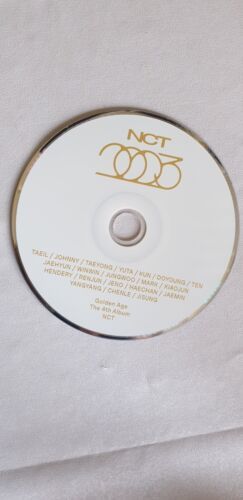 NCT
2023
TAEIL / JOHNNY / TAEYONG / YUTA / KUN / DOYOUNG / TEN
JAEHYUN / WINWIN / JUNGWOO / MARK / XIAOJUN
HENDERY / RENJUN / JENO / HAECHAN / JAEMIN
YANGYANG / CHENLE / JISUNG
Golden Age
The 4th Album
NCT